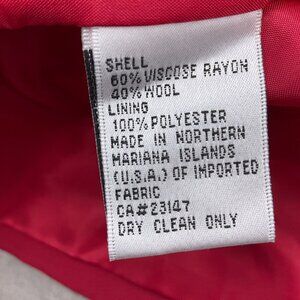 SHELL
60% VISCOSE RAYON
40% WOOL
LINING
100% POLYESTER
MADE IN NORTHERN
MARIANA ISLANDS
(U.S.A.) OF IMPORTED
FABRIC
CA#23147
DRY CLEAN ONLY